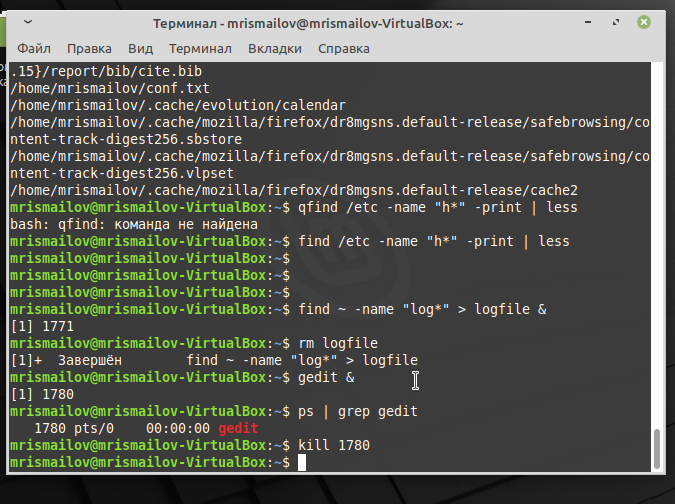 Терминал - mrismailov@mrismailov-VirtualBox: ~
Файл Правка Вид Терминал Вкладки Справка
.15}/report/bib/cite.bib
/home/mrismailov/conf.txt
/home/mrismailov/.cache/evolution/calendar
/home/mrismailov/.cache/mozilla/firefox/dr8mgsns.default-release/safebrowsing/co
ntent-track-digest256.sbstore
/home/mrismailov/.cache/mozilla/firefox/dr8mgsns.default-release/safebrowsing/co
ntent-track-digest256.vlpset
/home/mrismailov/.cache/mozilla/firefox/dr8mgsns.default-release/cache2
mrismailov@mrismailov-VirtualBox:~$ qfind /etc -name "h*" -print | less
bash: qfind: команда не найдена
mrismailov@mrismailov-VirtualBox:~$ find /etc -name "h*" -print | less
mrismailov@mrismailov-VirtualBox:~$
mrismailov@mrismailov-VirtualBox:~$
mrismailov@mrismailov-VirtualBox:~$
mrismailov@mrismailov-VirtualBox:~$ find ~ -name "log*" > logfile &
[1] 1771
mrismailov@mrismailov-VirtualBox:~$ rm logfile
[1]+  Завершён        find ~ -name "log*" > logfile
mrismailov@mrismailov-VirtualBox:~$ gedit &
[1] 1780
mrismailov@mrismailov-VirtualBox:~$ ps | grep gedit
   1780 pts/0    00:00:00 gedit
mrismailov@mrismailov-VirtualBox:~$ kill 1780
mrismailov@mrismailov-VirtualBox:~$